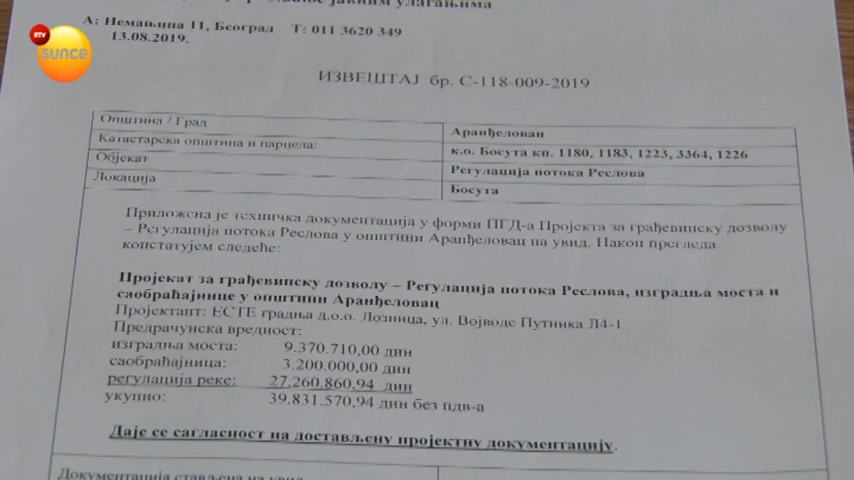 јавним улагањима
А: Немањина 11, Београд Т: 011 3620 349
13.08.2019.
RTV
sunce
ИЗВЕШТАЈ бр. С-118-009-2019
Општина / Град Аранђеловац
Катастарска општина и парцела: к.о. Босута кп. 1180, 1183, 1223, 3364, 1226
Објекат Регулација потока Реслова
Локација Босута
Приложена је техничка документација у форми ПГД-а Пројекта за грађевинску дозволу
– Регулација потока Реслова у општини Аранђеловац на увид. Након прегледа
констатујем следеће:
Пројекат за грађевинску дозволу – Регулација потока Реслова, изградња моста и
саобраћајнице у општини Аранђеловац
Пројектант: ЕСТЕ градња д.о.о. Лозница, ул. Војводе Путника Л4-1
Предрачунска вредност:
изградња моста: 9.370.710,00 дин
саобраћајница: 3.200.000,00 дин
регулација реке: 27.260.860,94 дин
укупно: 39.831.570,94 дин без пдв-а
Даје се сагласност на достављену пројектну документацију.
Документација стављена на увид